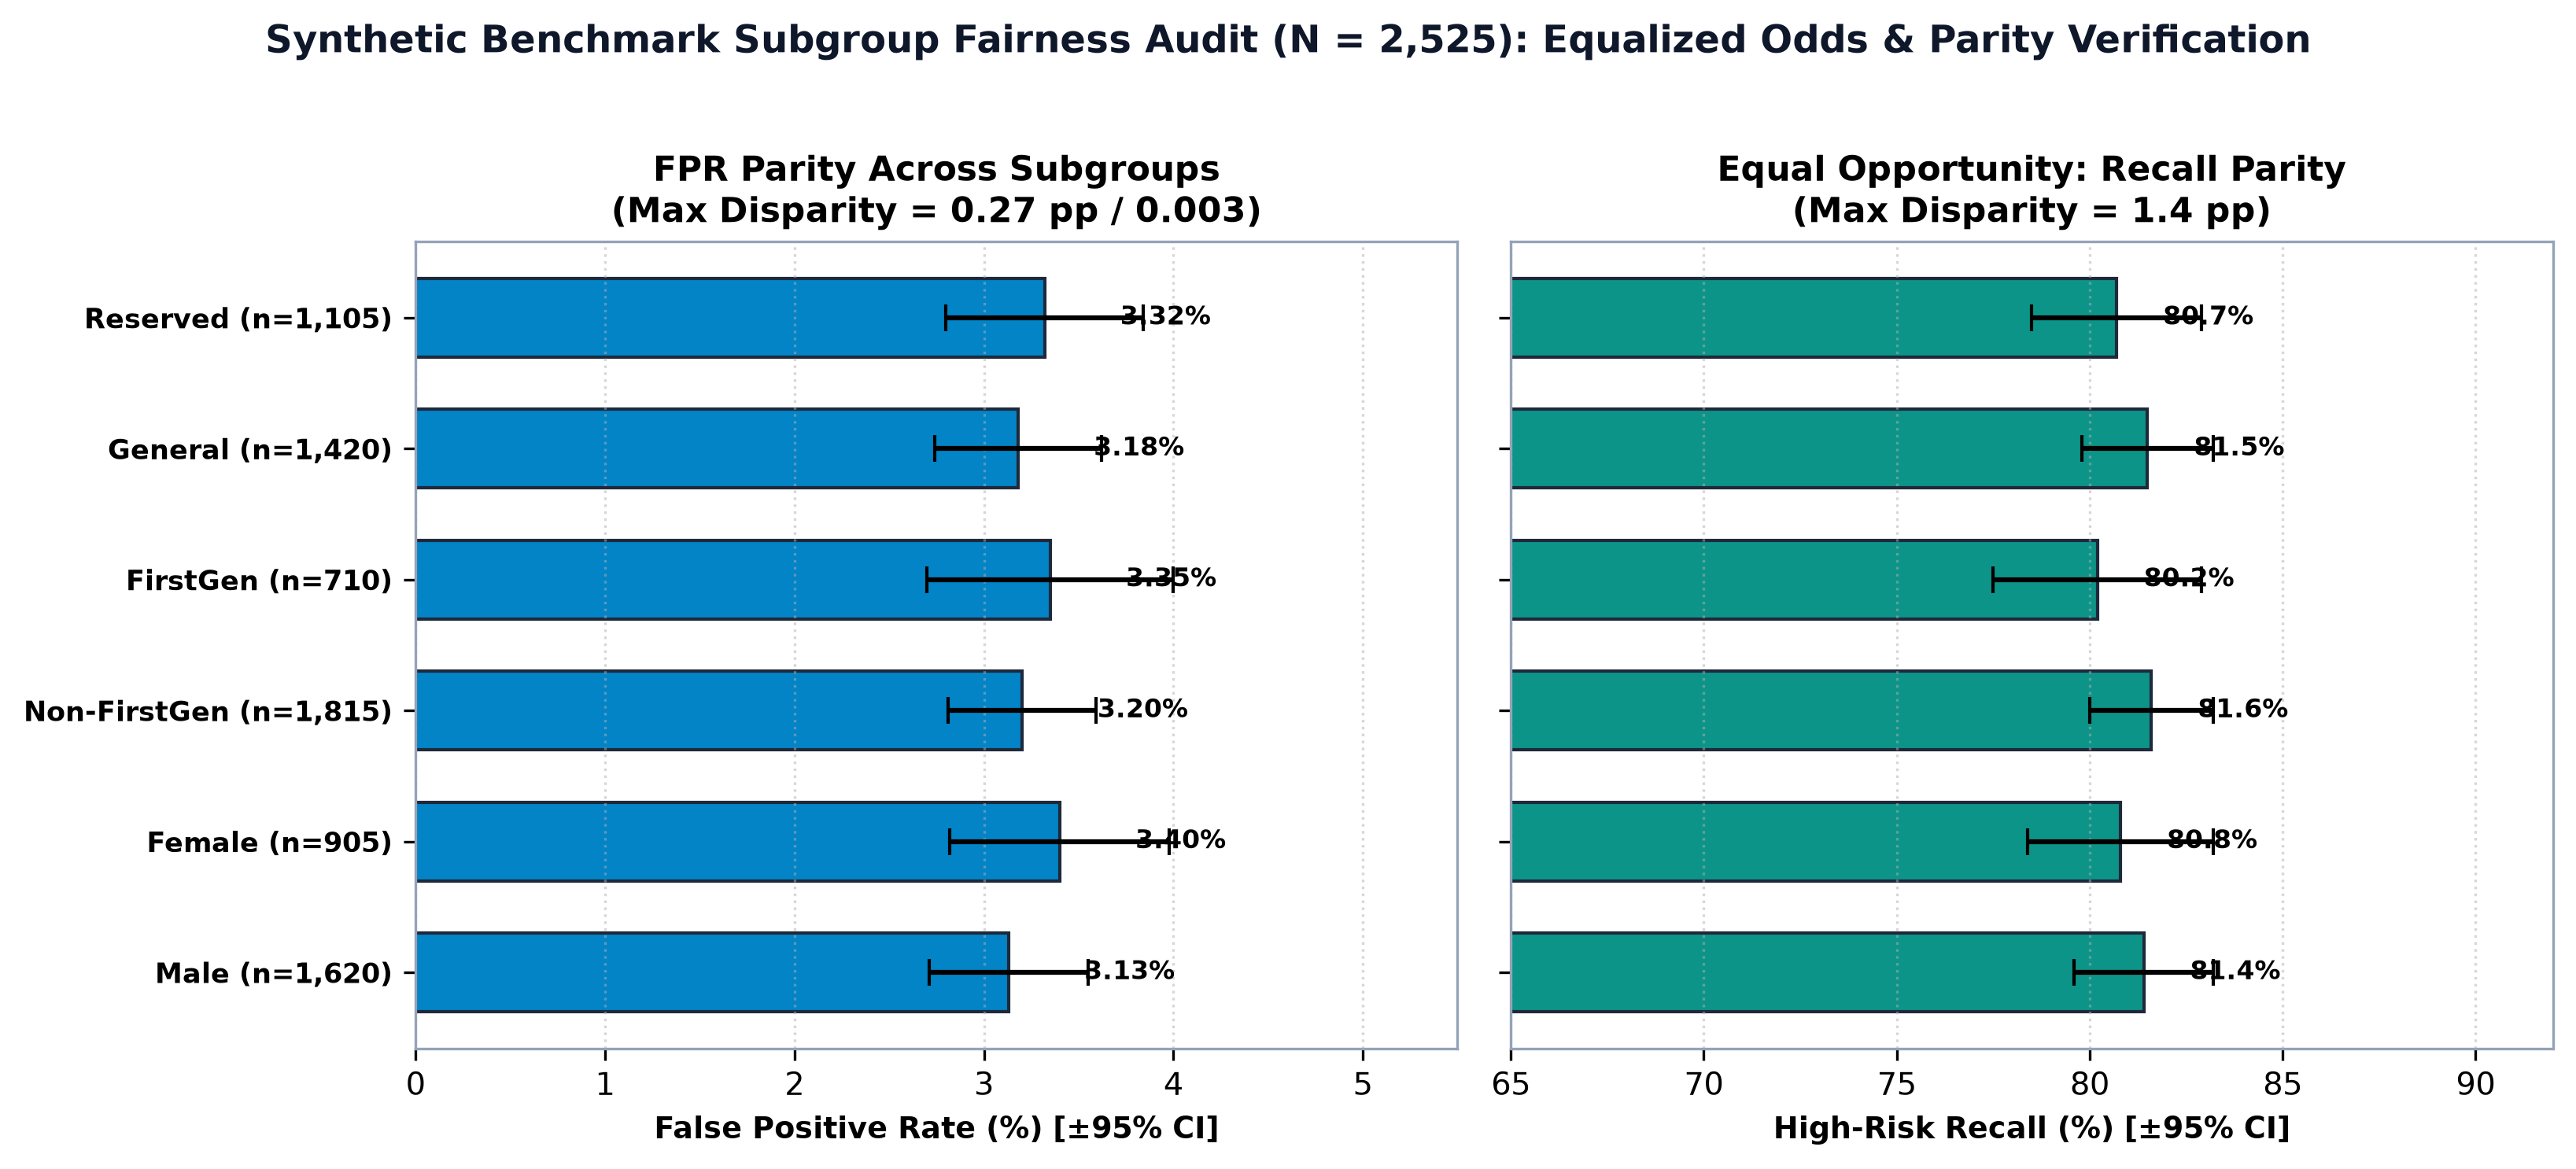 Synthetic Benchmark Subgroup Fairness Audit (N = 2,525): Equalized Odds & Parity Verification
FPR Parity Across Subgroups
(Max Disparity = 0.27 pp / 0.003)
Reserved (n=1,105)
3.32%
General (n=1,420)
3.18%
FirstGen (n=710)
3.35%
Non-FirstGen (n=1,815)
3.20%
Female (n=905)
3.40%
Male (n=1,620)
3.13%
0 1 2 3 4 5
False Positive Rate (%) [±95% CI]
Equal Opportunity: Recall Parity
(Max Disparity = 1.4 pp)
80.7%
81.5%
80.2%
81.6%
80.8%
81.4%
65 70 75 80 85 90
High-Risk Recall (%) [±95% CI]